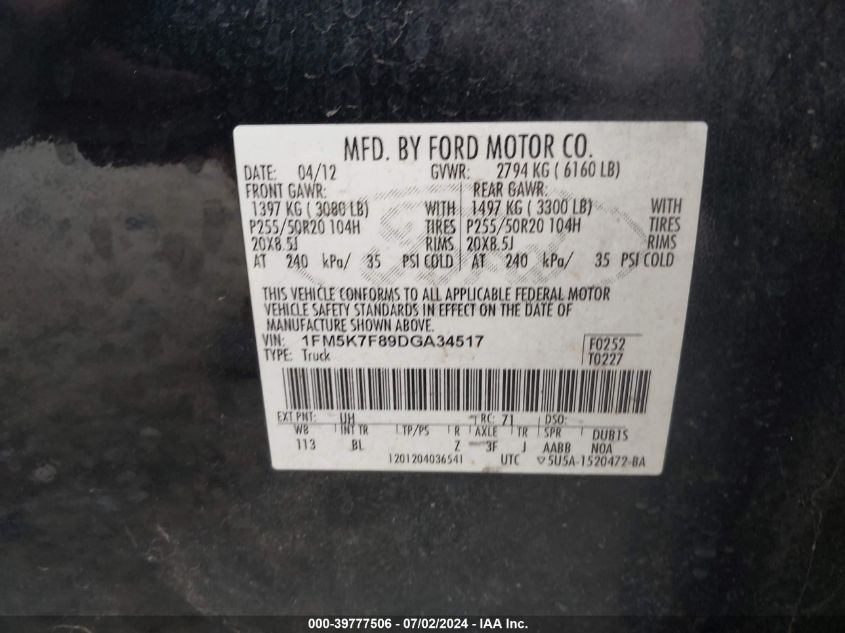 MFD. BY FORD MOTOR CO.
DATE: 04/12 GVWR: 2794 KG ( 6160 LB)
FRONT GAWR: REAR GAWR:
1397 KG ( 3080 LB) WITH 1497 KG ( 3300 LB) WITH
P255/50R20 104H TIRES P255/50R20 104H TIRES
20X8.5J RIMS 20X8.5J RIMS
AT 240 kPa/ 35 PSI COLD AT 240 kPa/ 35 PSI COLD
THIS VEHICLE CONFORMS TO ALL APPLICABLE FEDERAL MOTOR
VEHICLE SAFETY STANDARDS IN EFFECT ON THE DATE OF
MANUFACTURE SHOWN ABOVE.
VIN: 1FM5K7F89DGA34517 F0252
TYPE: Truck T0227
EXT PNT: UH RC: 71 DSO:
WB INT TR TP/PS R AXLE TR SPR DUBTS
113 BL Z 3F J AABB NOA
1201204036541 UTC ▽5U5A-1520472-BA
000-39777506 - 07/02/2024 - IAA Inc.